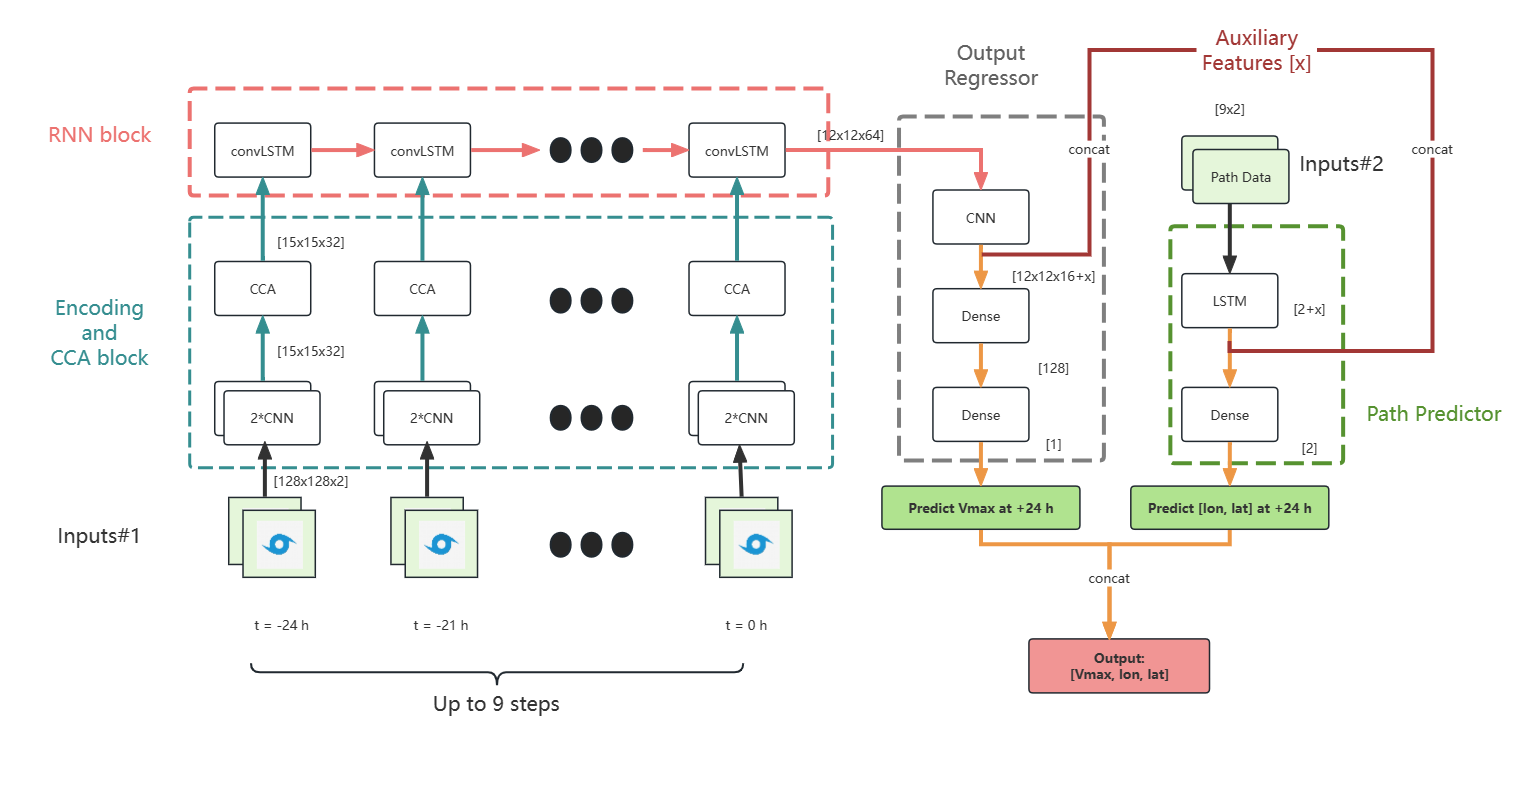 RNN block
convLSTM
convLSTM
convLSTM
[12x12x64]
[15x15x32]
Encoding
and
CCA block
CCA
CCA
CCA
[15x15x32]
2*CNN
2*CNN
2*CNN
[128x128x2]
Inputs#1
t = -24 h
t = -21 h
t = 0 h
Up to 9 steps
Output
Regressor
CNN
[12x12x16+x]
Dense
[128]
Dense
[1]
Predict Vmax at +24 h
Auxiliary
Features [x]
concat
concat
[9x2]
Path Data
Inputs#2
LSTM
[2+x]
Dense
[2]
Path Predictor
Predict [lon, lat] at +24 h
concat
Output:
[Vmax, lon, lat]